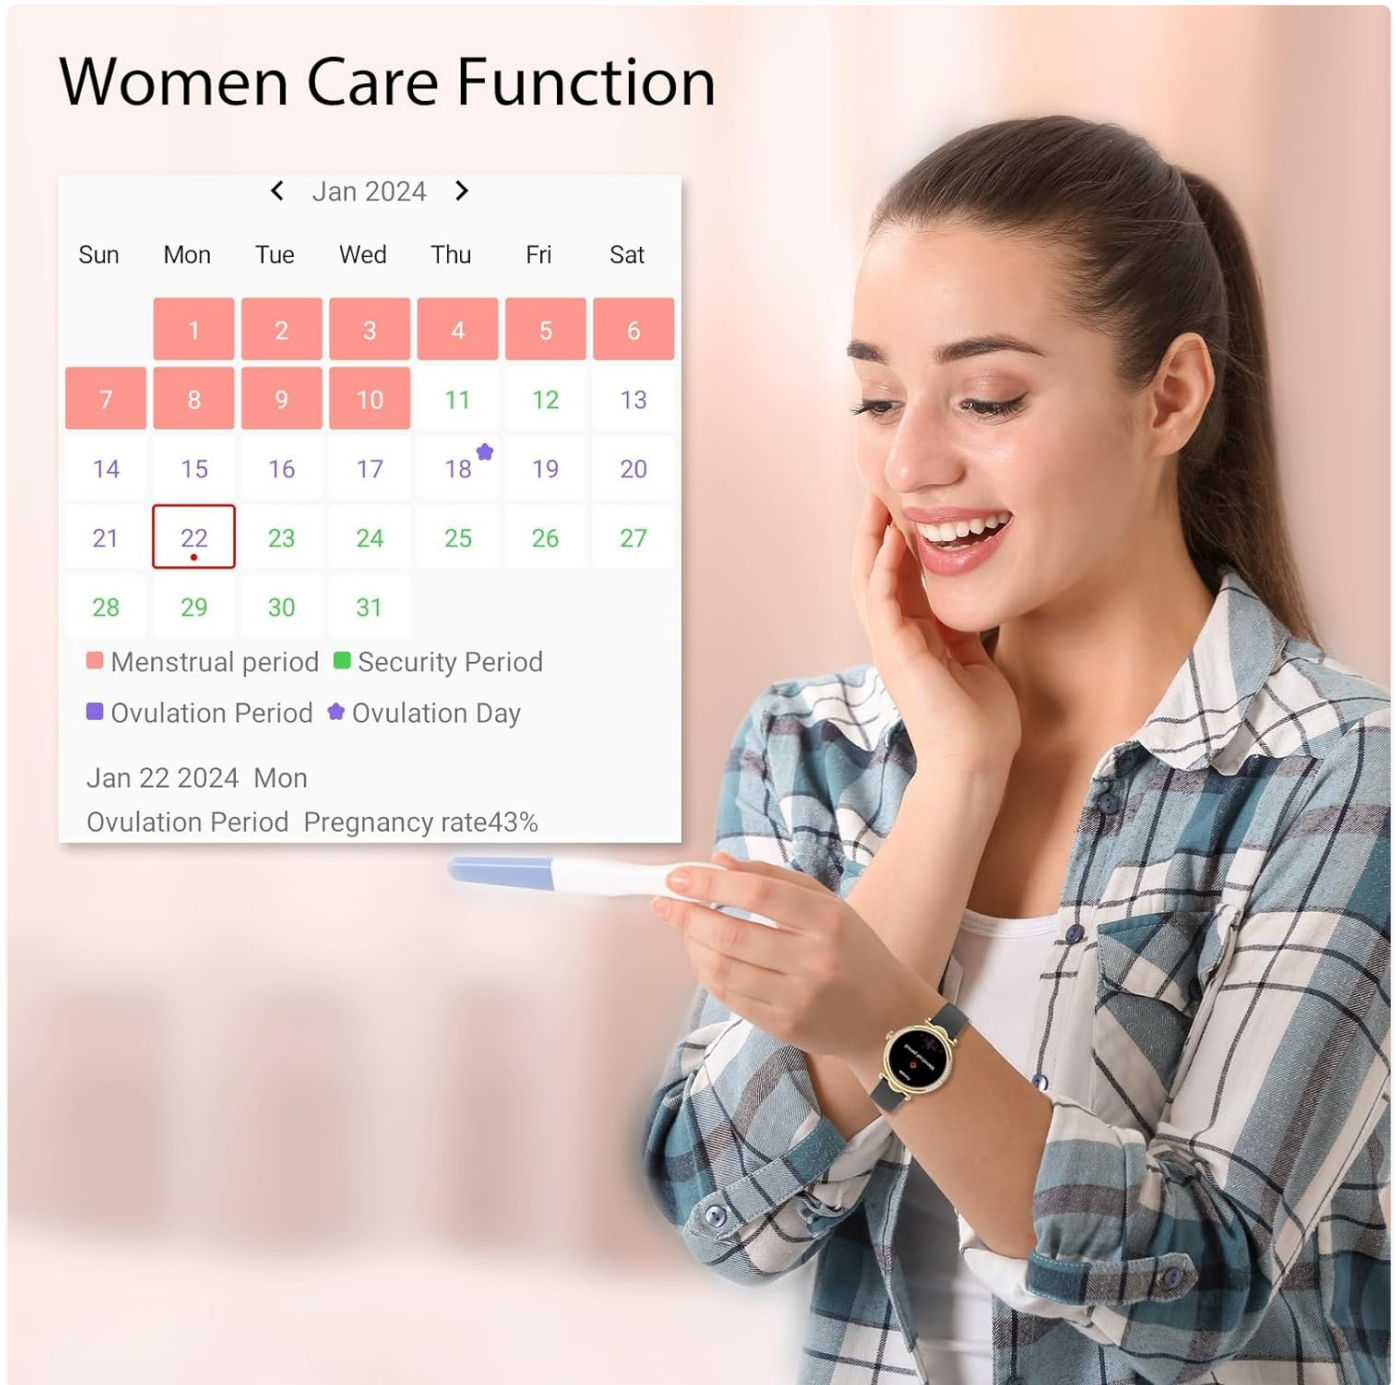 Women Care Function
Jan 2024
Sun Mon Tue Wed Thu Fri Sat
1 2 3 4 5 6
7 8 9 10 11 12 13
14 15 16 17 18 19 20
21 22 23 24 25 26 27
28 29 30 31
Menstrual period Security Period
Ovulation Period Ovulation Day
Jan 22 2024 Mon
Ovulation Period Pregnancy rate43%